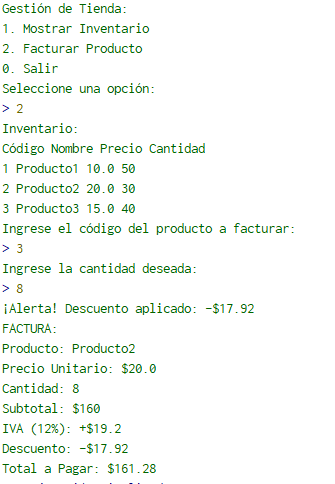 Gestión de Tienda:
1. Mostrar Inventario
2. Facturar Producto
0. Salir
Seleccione una opción:
> 2
Inventario:
Código Nombre Precio Cantidad
1 Producto1 10.0 50
2 Producto2 20.0 30
3 Producto3 15.0 40
Ingrese el código del producto a facturar:
> 3
Ingrese la cantidad deseada:
> 8
¡Alerta! Descuento aplicado: -$17.92
FACTURA:
Producto: Producto2
Precio Unitario: $20.0
Cantidad: 8
Subtotal: $160
IVA (12%): +$19.2
Descuento: -$17.92
Total a Pagar: $161.28